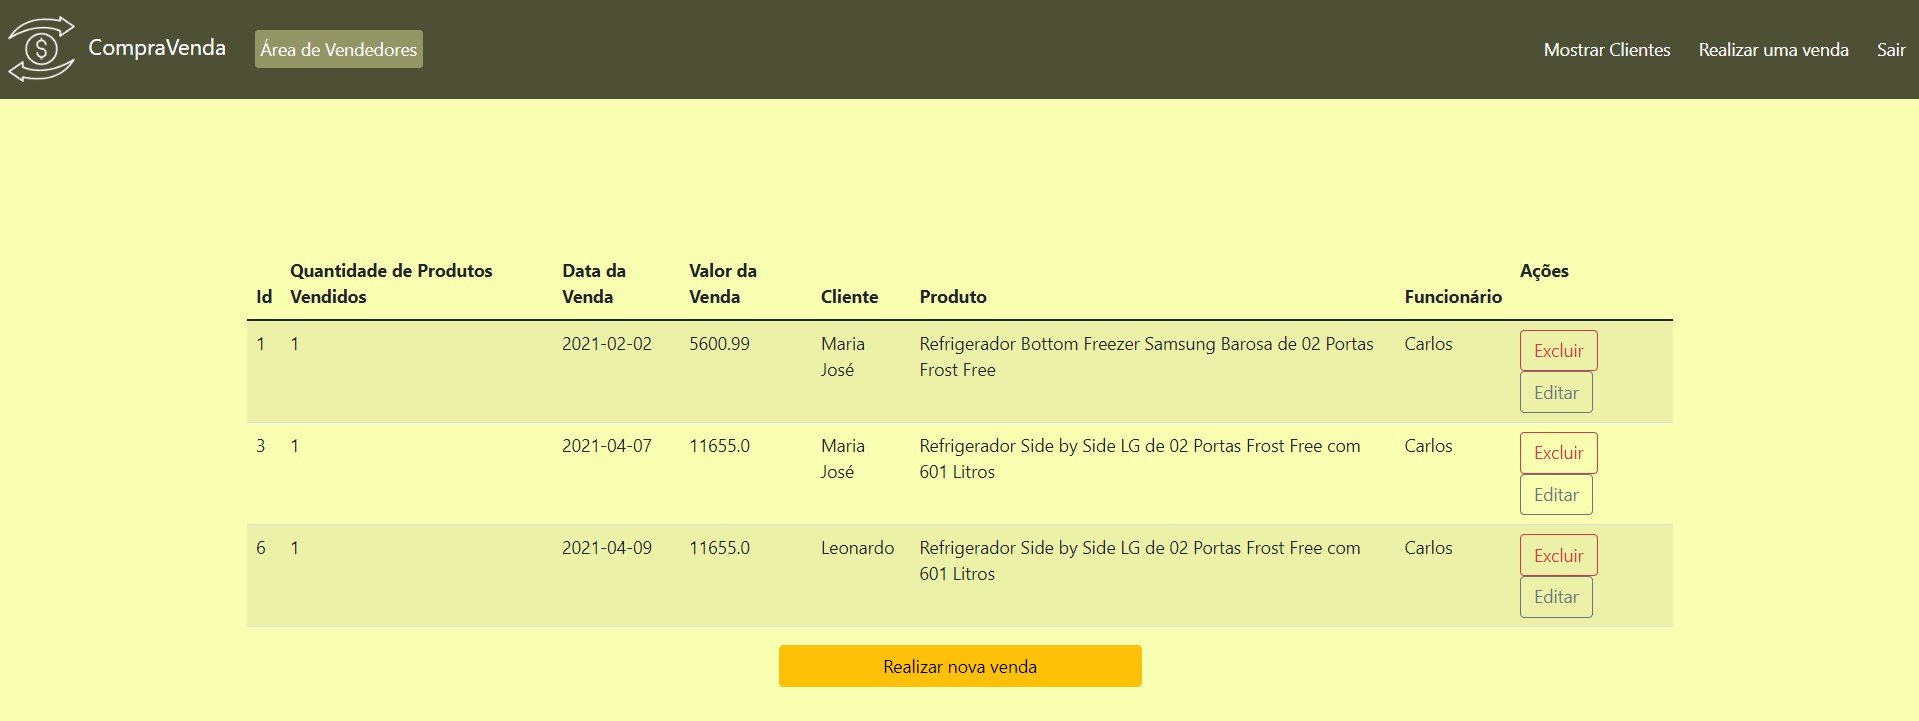 $
CompraVenda Área de Vendedores Mostrar Clientes Realizar uma venda Sair
Quantidade de Produtos Data da Valor da Ações
Id Vendidos Venda Venda Cliente Produto Funcionário
1 1 2021-02-02 5600.99 Maria Refrigerador Bottom Freezer Samsung Barosa de 02 Portas Carlos Excluir
José Frost Free
Editar
3 1 2021-04-07 11655.0 Maria Refrigerador Side by Side LG de 02 Portas Frost Free com Carlos Excluir
José 601 Litros
Editar
6 1 2021-04-09 11655.0 Leonardo Refrigerador Side by Side LG de 02 Portas Frost Free com Carlos Excluir
601 Litros
Editar
Realizar nova venda